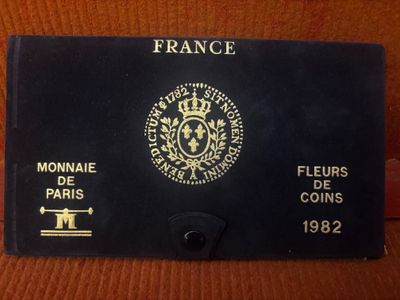 FRANCE
1782 SIT NOMEN DOMINI BENEDICTUM
MONNAIE
DE
PARIS
M
FLEURS
DE
COINS
1982